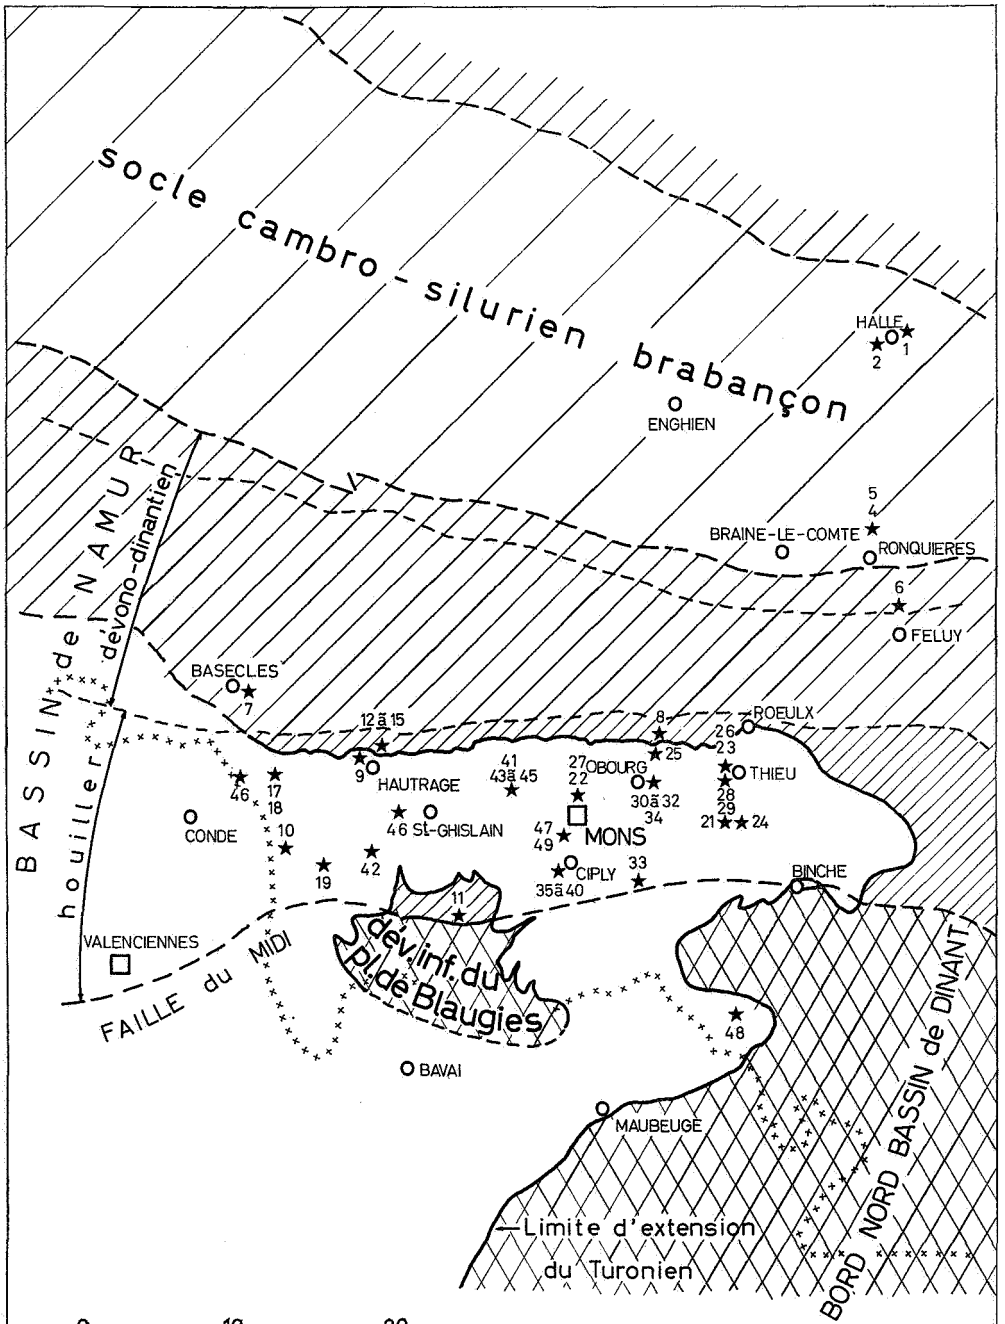 socle cambro-silurien brabançon
HALLE
1
2
ENGHIEN
BASSIN de NAMUR
dévono-dinantien
houiller
5
4
BRAINE-LE-COMTE
RONQUIERES
6
FELUY
BASECLES
7
12 à 15
8
26
ROEULX
23
25
9
HAUTRAGE
41
43 à 45
27
22
OBOURG
THIEU
30 à 32
34
28
29
21
24
46
17
18
CONDE
10
46
St-GHISLAIN
MONS
47
49
19
42
CIPLY
35 à 40
33
BINCHE
11
VALENCIENNES
FAILLE du MIDI
dév. inf. du
pl. de Blaugies
48
BAVAI
MAUBEUGE
BORD NORD BASSIN de DINANT
Limite d'extension
du Turonien